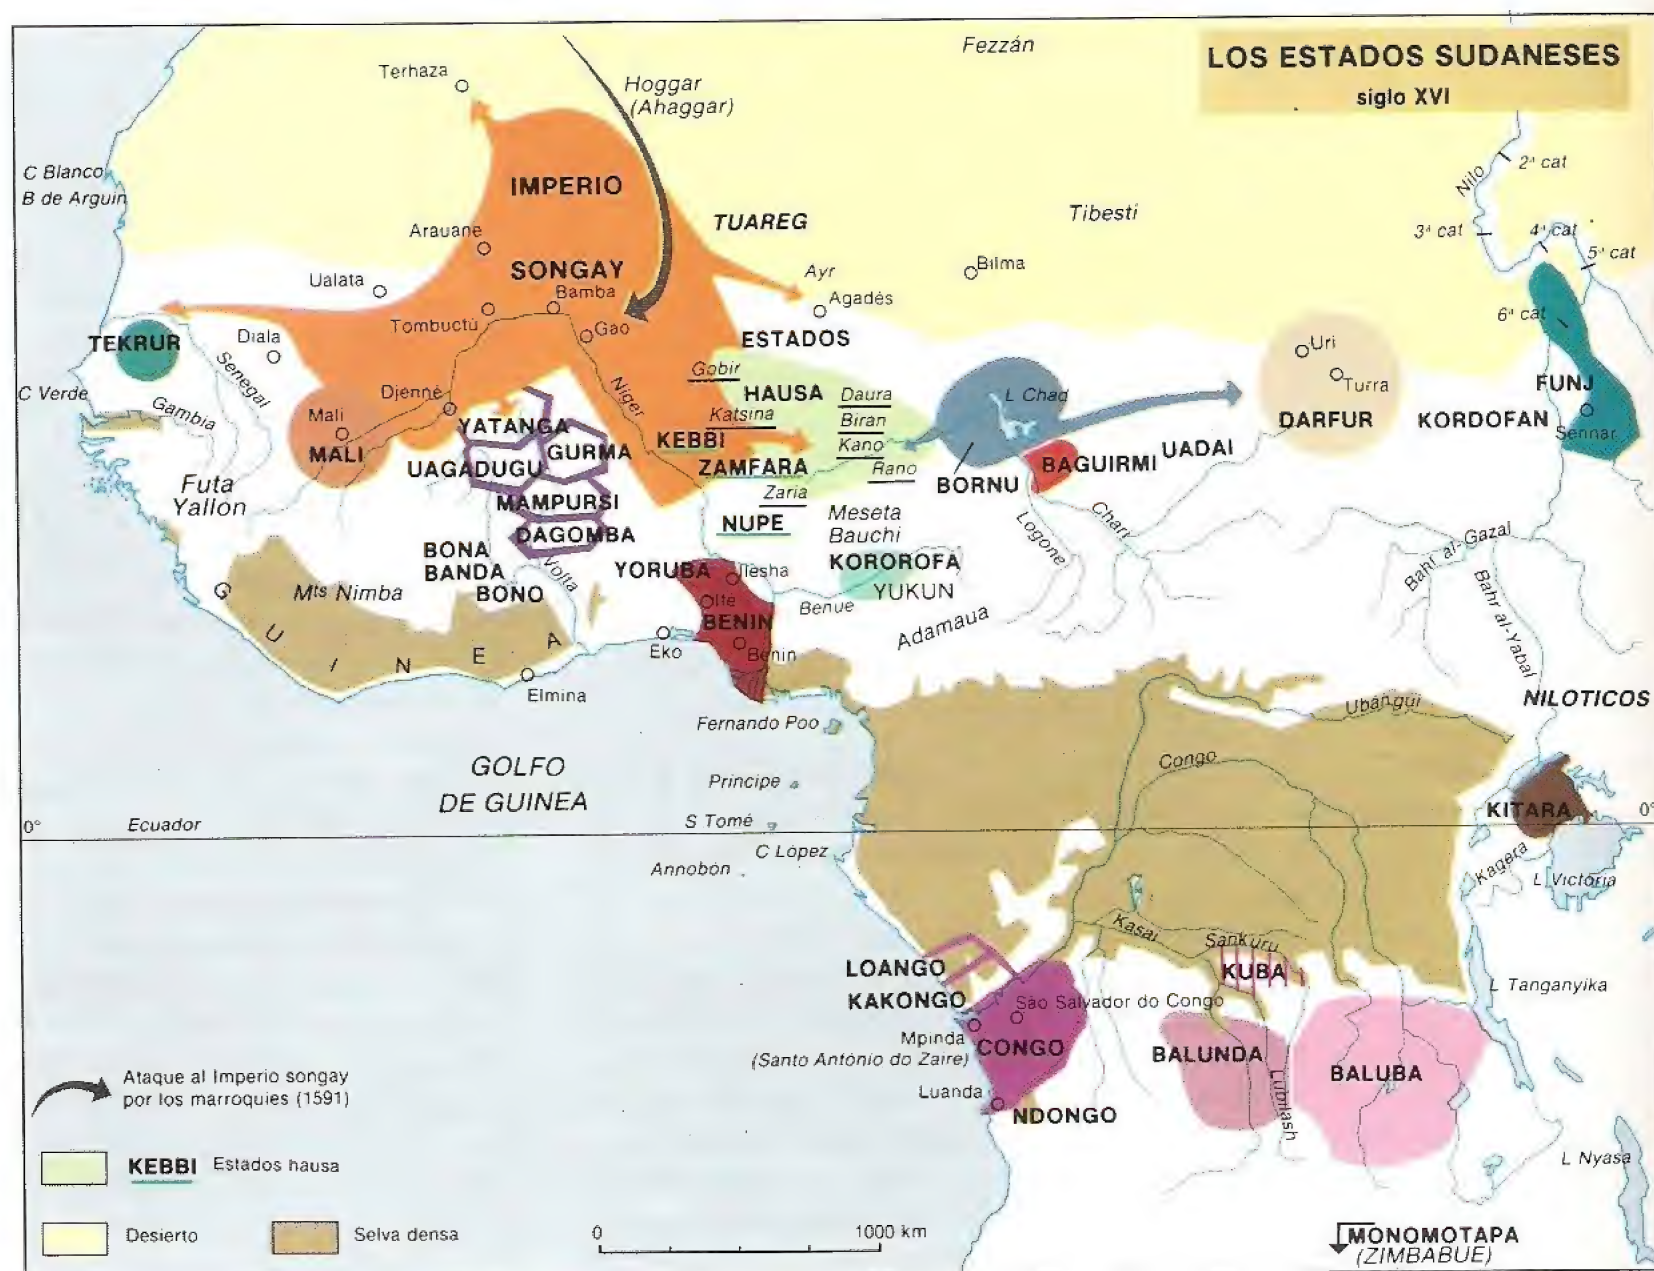 LOS ESTADOS SUDANESES
siglo XVI
Fezzán
Terhaza
Hoggar
(Ahaggar)
C Blanco
B de Arguin
IMPERIO
SONGAY
TUAREG
Tibesti
Nilo
2ª cat
3ª cat
4ª cat
5ª cat
6ª cat
Arauane
Ualata
Bamba
Tombuctú
Gao
Ayr
Agadés
Bilma
TEKRUR
Diala
Senegal
C Verde
Gambia
Djenné
Mali
MALI
Niger
ESTADOS
HAUSA
Gobir
Katsina
Daura
Biran
Kano
Rano
KEBBI
ZAMFARA
Zaria
NUPE
L Chad
BORNU
BAGUIRMI
UADAI
Uri
Turra
DARFUR
KORDOFAN
FUNJ
Sennar
YATANGA
GURMA
UAGADUGU
MAMPURSI
DAGOMBA
Futa
Yallon
BONA
BANDA
BONO
Volta
Mts Nimba
GUINEA
YORUBA
Ilesha
Ife
BENIN
Benin
Eko
Elmina
Meseta
Bauchi
KOROROFA
YUKUN
Benue
Adamaua
Logone
Chari
Bahr al-Gazal
Bahr al-Yabal
NILOTICOS
Fernando Poo
GOLFO
DE GUINEA
Principe
S Tomé
0°
Ecuador
0°
C López
Annobón
Ubangui
Congo
KITARA
Kagera
L Victoria
Kasai
Sankuru
KUBA
LOANGO
KAKONGO
São Salvador do Congo
Mpinda
(Santo António do Zaire)
CONGO
Luanda
NDONGO
BALUNDA
Lubilash
BALUBA
L Tanganyika
L Nyasa
Ataque al Imperio songay
por los marroquies (1591)
KEBBI Estados hausa
Desierto
Selva densa
0
1000 km
MONOMOTAPA
(ZIMBABUE)